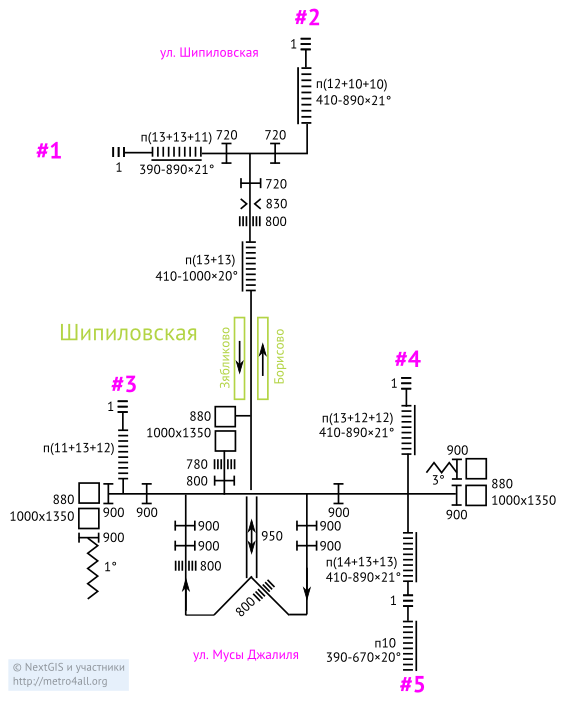 #2
1
ул. Шипиловская
п(12+10+10)
410-890×21°
#1
п(13+13+11)
720
720
1
390-890×21°
720
830
800
п(13+13)
410-1000×20°
Шипиловская
Зябликово
Борисово
#4
1
#3
1
880
1000х1350
п(13+12+12)
410-890×21°
п(11+13+12)
780
800
900
3°
880
1000х1350
880
1000х1350
900
900
900
900
900
1°
900
900
800
950
900
900
п(14+13+13)
410-890×21°
800
1
ул. Мусы Джалиля
п10
390-670×20°
#5
© NextGIS и участники
http://metro4all.org